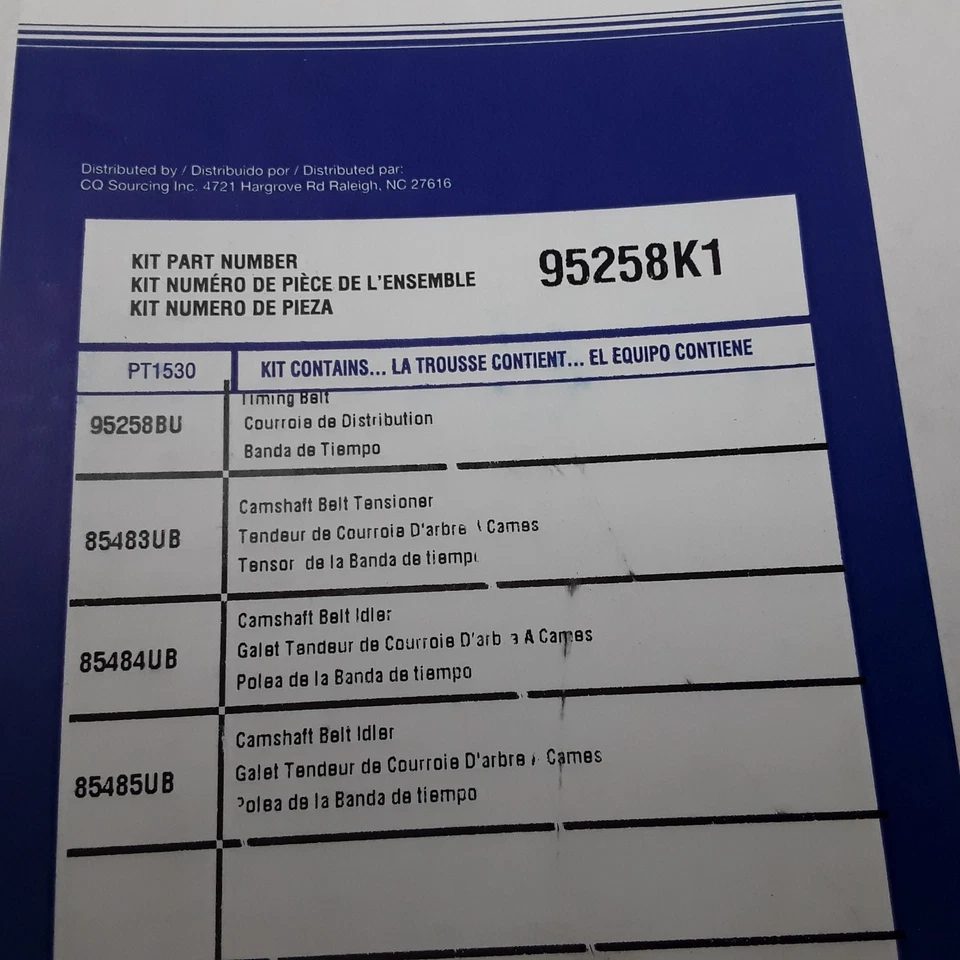 Distributed by / Distribuido por / Distributed par:
CQ Sourcing Inc. 4721 Hargrove Rd Raleigh, NC 27616
KIT PART NUMBER
KIT NUMÉRO DE PIÈCE DE L'ENSEMBLE
KIT NUMERO DE PIEZA
95258K1
PT1530
KIT CONTAINS... LA TROUSSE CONTIENT... EL EQUIPO CONTIENE
95258BU
Timing Belt
Courroie de Distribution
Banda de Tiempo
85483UB
Camshaft Belt Tensioner
Tendeur de Courroie D'arbre Cames
Tensor de la Banda de tiemp
85484UB
Camshaft Belt Idler
Galet Tendeur de Courroie D'arb A Cames
Polea de la Banda de tiempo
85485UB
Camshaft Belt Idler
Galet Tendeur de Courroie D'arbre Cames
Polea de la Banda de tiempo